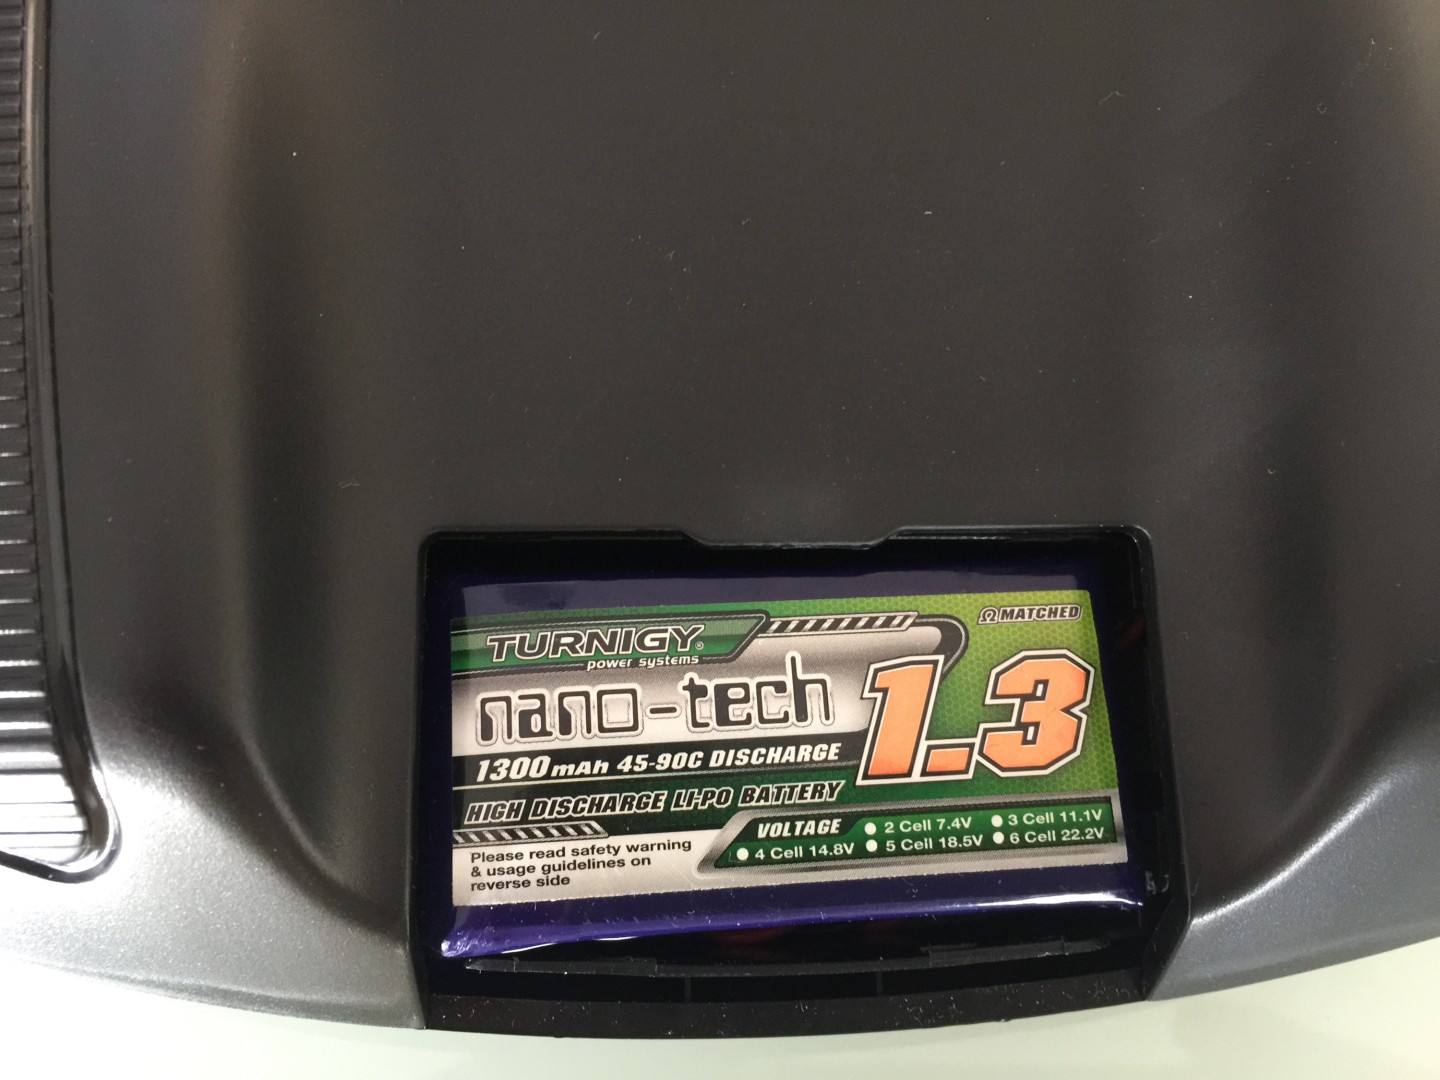 TURNIGY®
power systems
Ω MATCHED
nano-tech
1.3
1300mAh 45-90C DISCHARGE
HIGH DISCHARGE LI-PO BATTERY
VOLTAGE 2 Cell 7.4V 3 Cell 11.1V
4 Cell 14.8V 5 Cell 18.5V 6 Cell 22.2V
Please read safety warning
& usage guidelines on
reverse side